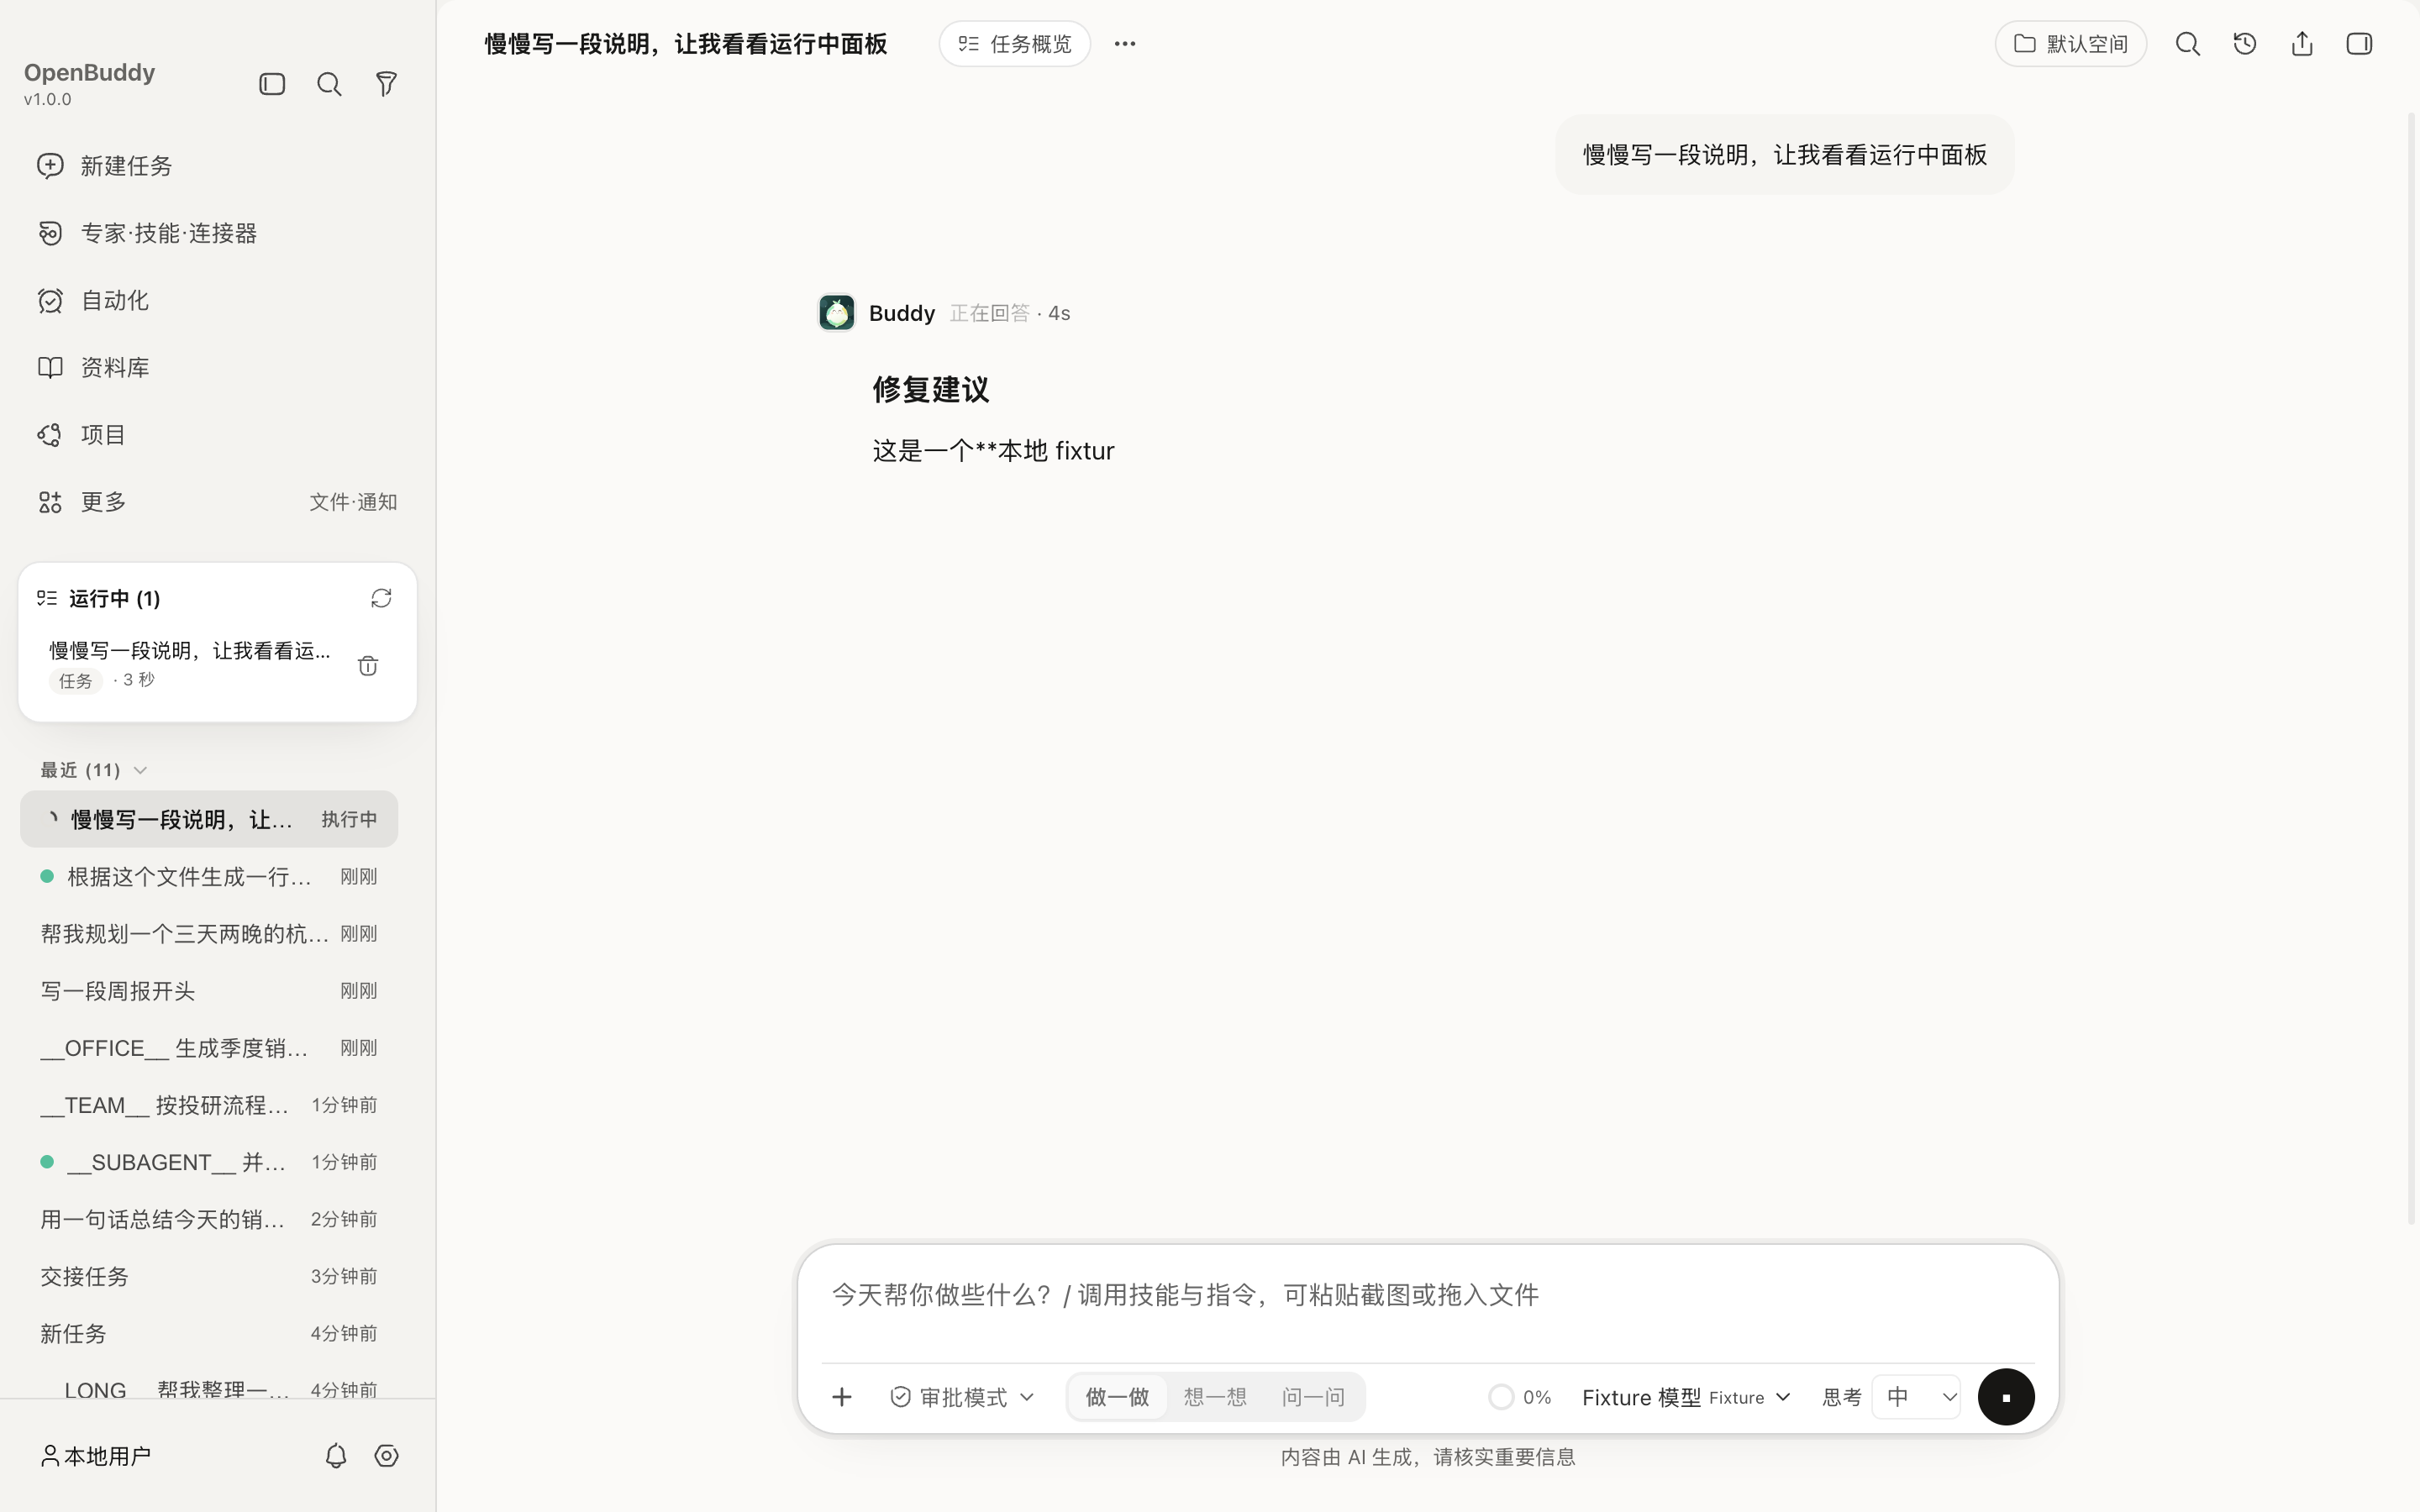 OpenBuddy
v1.0.0
新建任务
专家·技能·连接器
自动化
资料库
项目
更多 文件·通知
运行中 (1)
慢慢写一段说明，让我看看运...
任务 · 3 秒
最近 (11)
慢慢写一段说明，让... 执行中
根据这个文件生成一行... 刚刚
帮我规划一个三天两晚的杭... 刚刚
写一段周报开头 刚刚
__OFFICE__ 生成季度销... 刚刚
__TEAM__ 按投研流程... 1分钟前
__SUBAGENT__ 并... 1分钟前
用一句话总结今天的销... 2分钟前
交接任务 3分钟前
新任务 4分钟前
__LONG__ 帮我整理一... 4分钟前
本地用户
慢慢写一段说明，让我看看运行中面板 任务概览 默认空间
慢慢写一段说明，让我看看运行中面板
Buddy 正在回答 · 4s
修复建议
这是一个**本地 fixtur
今天帮你做些什么？/ 调用技能与指令，可粘贴截图或拖入文件
审批模式 做一做 想一想 问一问 0% Fixture 模型 Fixture 思考 中
内容由 AI 生成，请核实重要信息